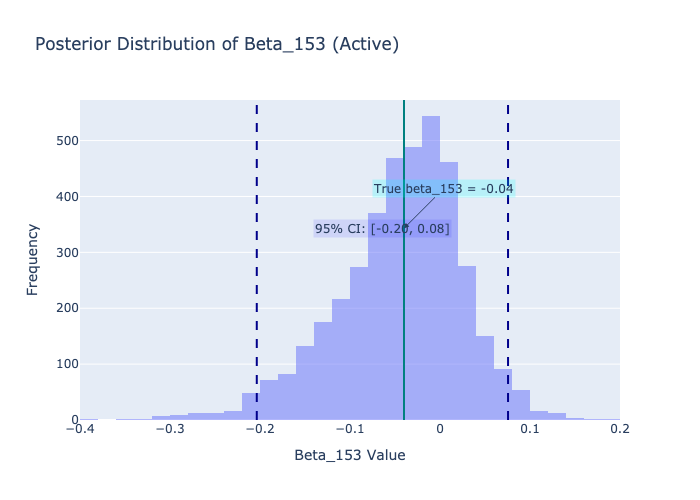 Posterior Distribution of Beta_153 (Active)
500
400
300
200
100
0
Frequency
True beta_153 = -0.04
95% CI: [-0.20, 0.08]
−0.4 −0.3 −0.2 −0.1 0 0.1 0.2
Beta_153 Value